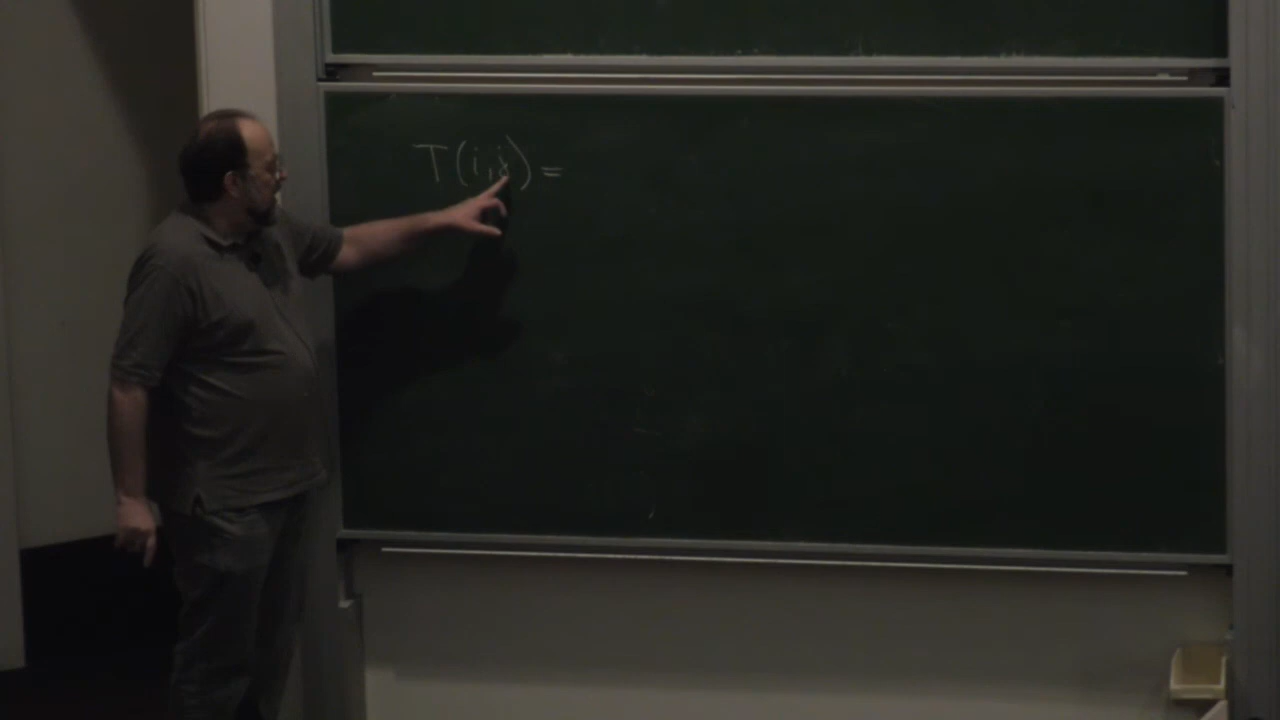 T(i,j) =